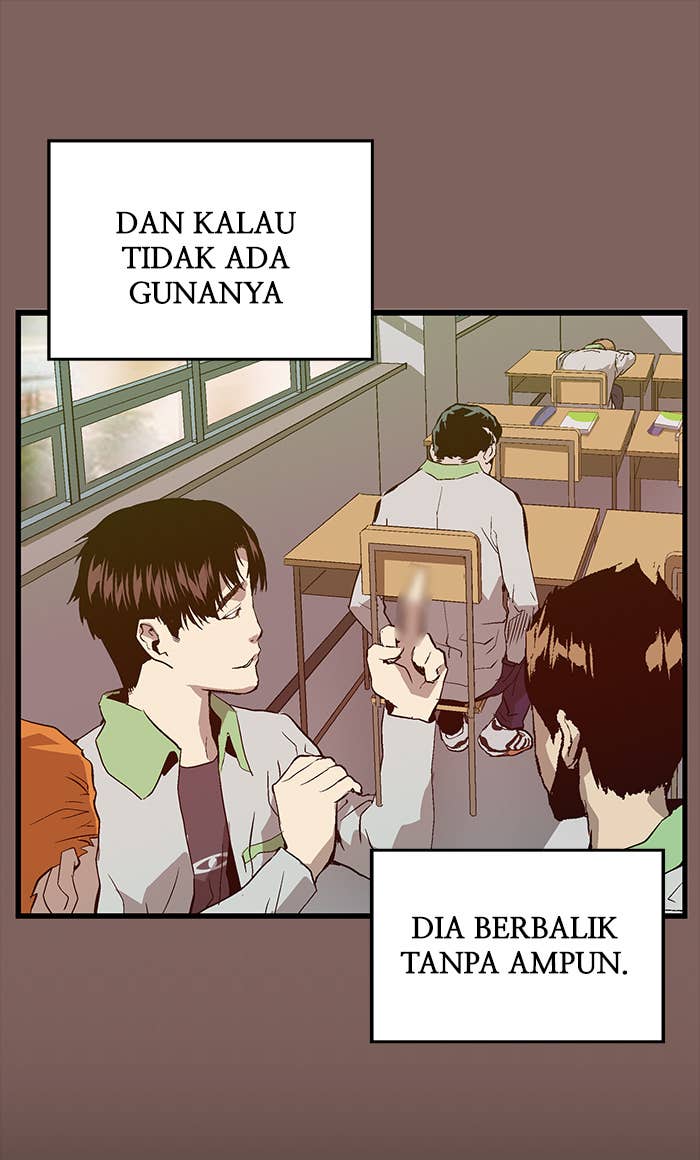 DAN KALAU
TIDAK ADA
GUNANYA
DIA BERBALIK
TANPA AMPUN.